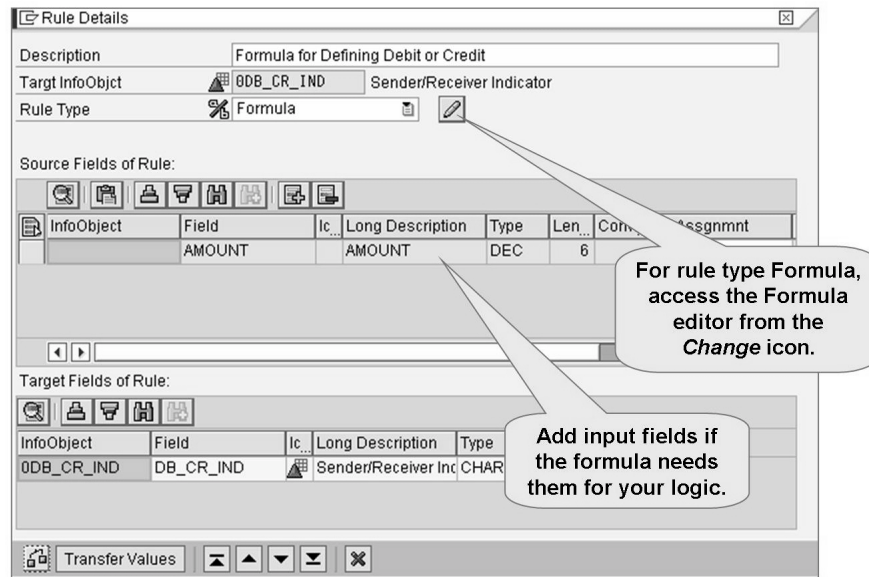 Rule Details
Description Formula for Defining Debit or Credit
Targt InfoObjct 0DB_CR_IND Sender/Receiver Indicator
Rule Type Formula
Source Fields of Rule:
InfoObject Field Ic... Long Description Type Len... Assgnmnt
AMOUNT AMOUNT DEC 6
For rule type Formula,
access the Formula
editor from the
Change icon.
Target Fields of Rule:
InfoObject Field Ic... Long Description Type
0DB_CR_IND DB_CR_IND Sender/Receiver Inc CHAR
Add input fields if
the formula needs
them for your logic.
Transfer Values